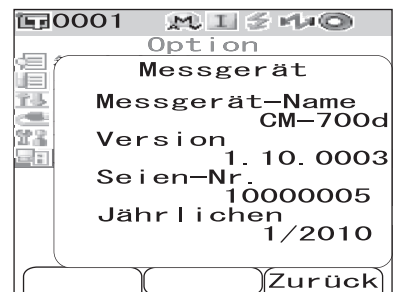 0001 M I
Option
Messgerät
Messgerät-Name
CM-700d
Version
1.10.0003
Seien-Nr.
10000005
Jährlichen
1/2010
Zurück